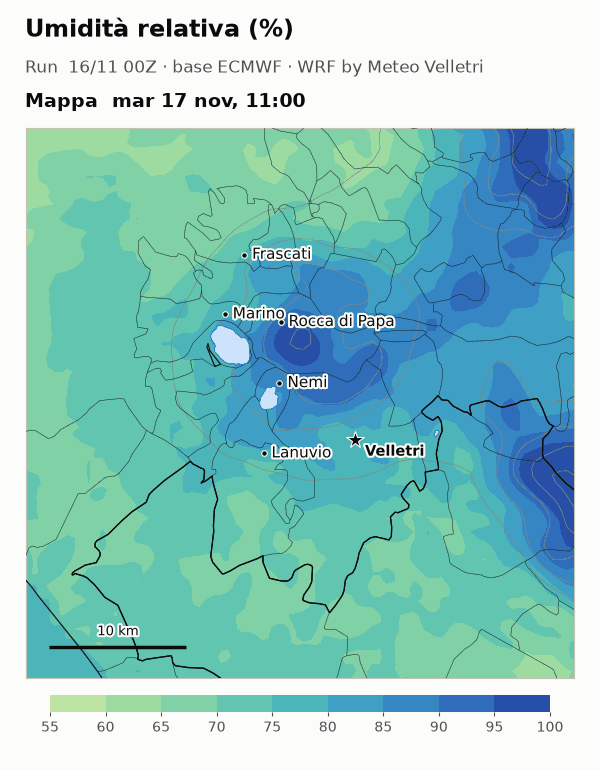 Umidità relativa (%)
Run  16/11 00Z · base ECMWF · WRF by Meteo Velletri
Mappa  mar 17 nov, 11:00
Frascati
Marino
Rocca di Papa
Nemi
Velletri
Lanuvio
10 km
55 60 65 70 75 80 85 90 95 100